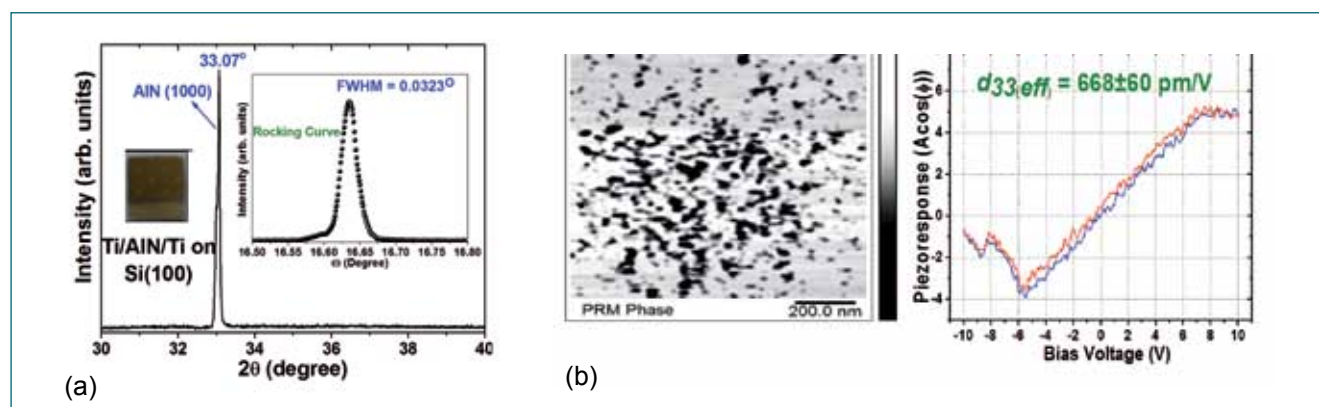 33.07°
AlN (1000)
Intensity (arb. units)
Ti/AlN/Ti on
Si(100)
30 32 34 36 38 40
2θ (degree)
FWHM = 0.0323°
Rocking Curve
Intensity (arb. units)
16.50 16.60 16.65 16.70 16.75 16.80
ω (Degree)
(a)
PRM Phase
200.0 nm
(b)
d33(eff) = 668±60 pm/V
Piezoresponse (Acos(ϕ))
6
4
2
0
-2
-4
-10 -8 -6 -4 -2 0 2 4 6 8 10
Bias Voltage (V)